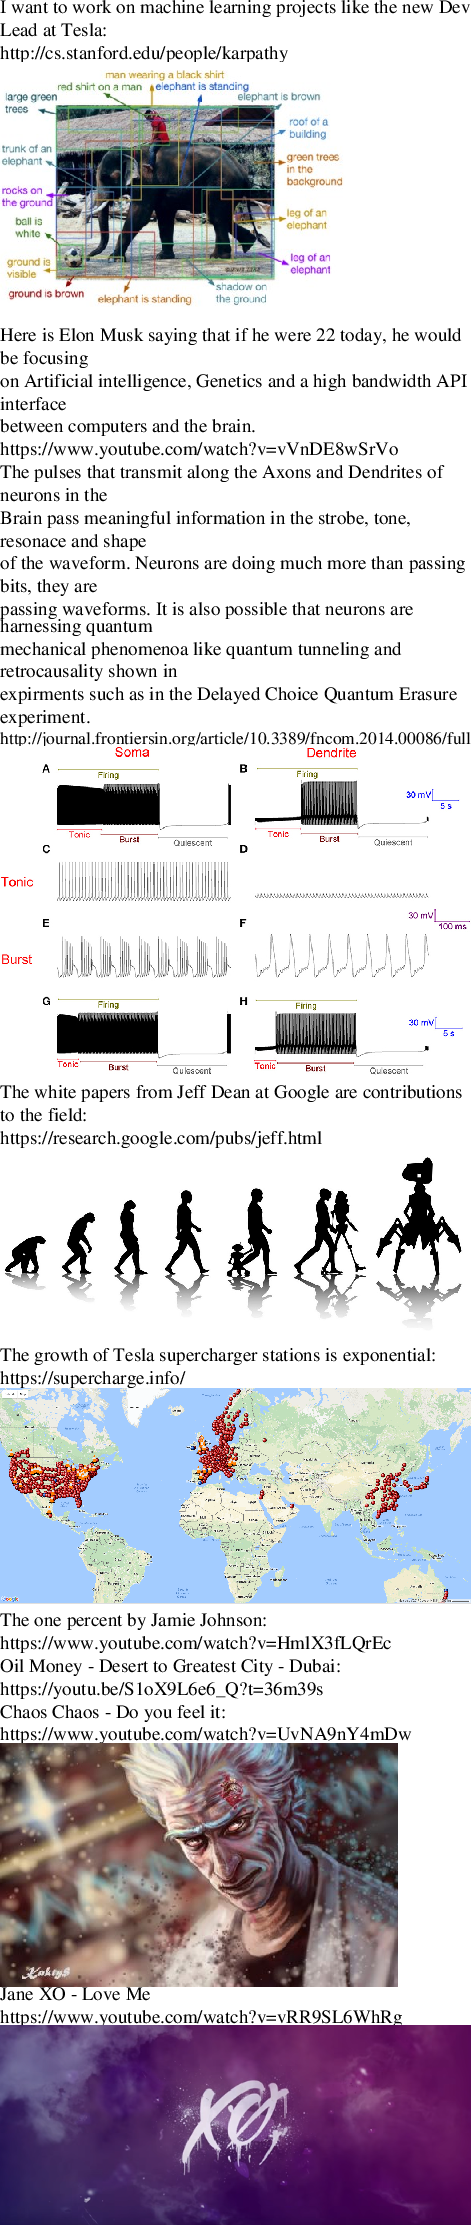 I want to work on machine learning projects like the new Dev
Lead at Tesla:
http://cs.stanford.edu/people/karpathy
man wearing a black shirt
red shirt on a man
elephant is standing
large green
trees
elephant is brown
roof of a
building
trunk of an
elephant
green trees
in the
background
rocks on
the ground
leg of an
elephant
ball is
white
ground is
visible
leg of an
elephant
ground is brown
elephant is standing
shadow on
the ground
Here is Elon Musk saying that if he were 22 today, he would
be focusing
on Artificial intelligence, Genetics and a high bandwidth API
interface
between computers and the brain.
https://www.youtube.com/watch?v=vVnDE8wSrVo
The pulses that transmit along the Axons and Dendrites of
neurons in the
Brain pass meaningful information in the strobe, tone,
resonace and shape
of the waveform. Neurons are doing much more than passing
bits, they are
passing waveforms. It is also possible that neurons are
harnessing quantum
mechanical phenomenoa like quantum tunneling and
retrocausality shown in
expirments such as in the Delayed Choice Quantum Erasure
experiment.
http://journal.frontiersin.org/article/10.3389/fncom.2014.00086/full
Soma Dendrite
A Firing B Firing
30 mV
5 s
Tonic Burst Quiescent Tonic Burst Quiescent
C D
Tonic
30 mV
100 ms
E F
Burst
G Firing H Firing
30 mV
5 s
Tonic Burst Quiescent Tonic Burst Quiescent
The white papers from Jeff Dean at Google are contributions
to the field:
https://research.google.com/pubs/jeff.html
The growth of Tesla supercharger stations is exponential:
https://supercharge.info/
The one percent by Jamie Johnson:
https://www.youtube.com/watch?v=HmlX3fLQrEc
Oil Money - Desert to Greatest City - Dubai:
https://youtu.be/S1oX9L6e6_Q?t=36m39s
Chaos Chaos - Do you feel it:
https://www.youtube.com/watch?v=UvNA9nY4mDw
Jane XO - Love Me
https://www.youtube.com/watch?v=vRR9SL6WhRg
XO,